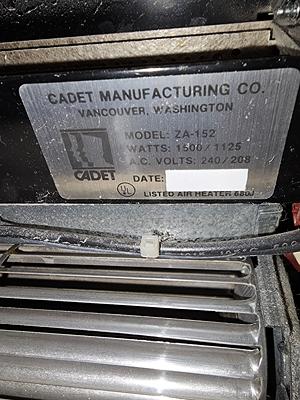 CADET MANUFACTURING CO.
VANCOUVER, WASHINGTON
MODEL: ZA-152
WATTS: 1500/1125
A.C. VOLTS: 240/208
CADET
DATE:
UL
LISTED AIR HEATER